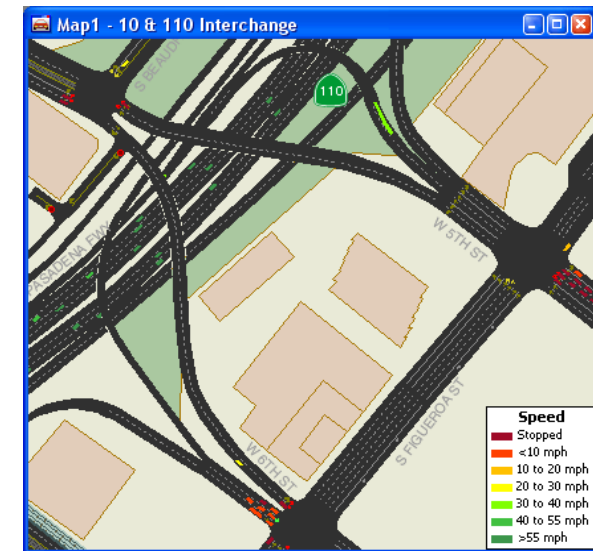 Map1 - 10 & 110 Interchange
S BEAUDR
110
W 5TH ST
PASADENA FWY
S FIGUEROA ST
W 6TH ST
Speed
Stopped
<10 mph
10 to 20 mph
20 to 30 mph
30 to 40 mph
40 to 55 mph
>55 mph